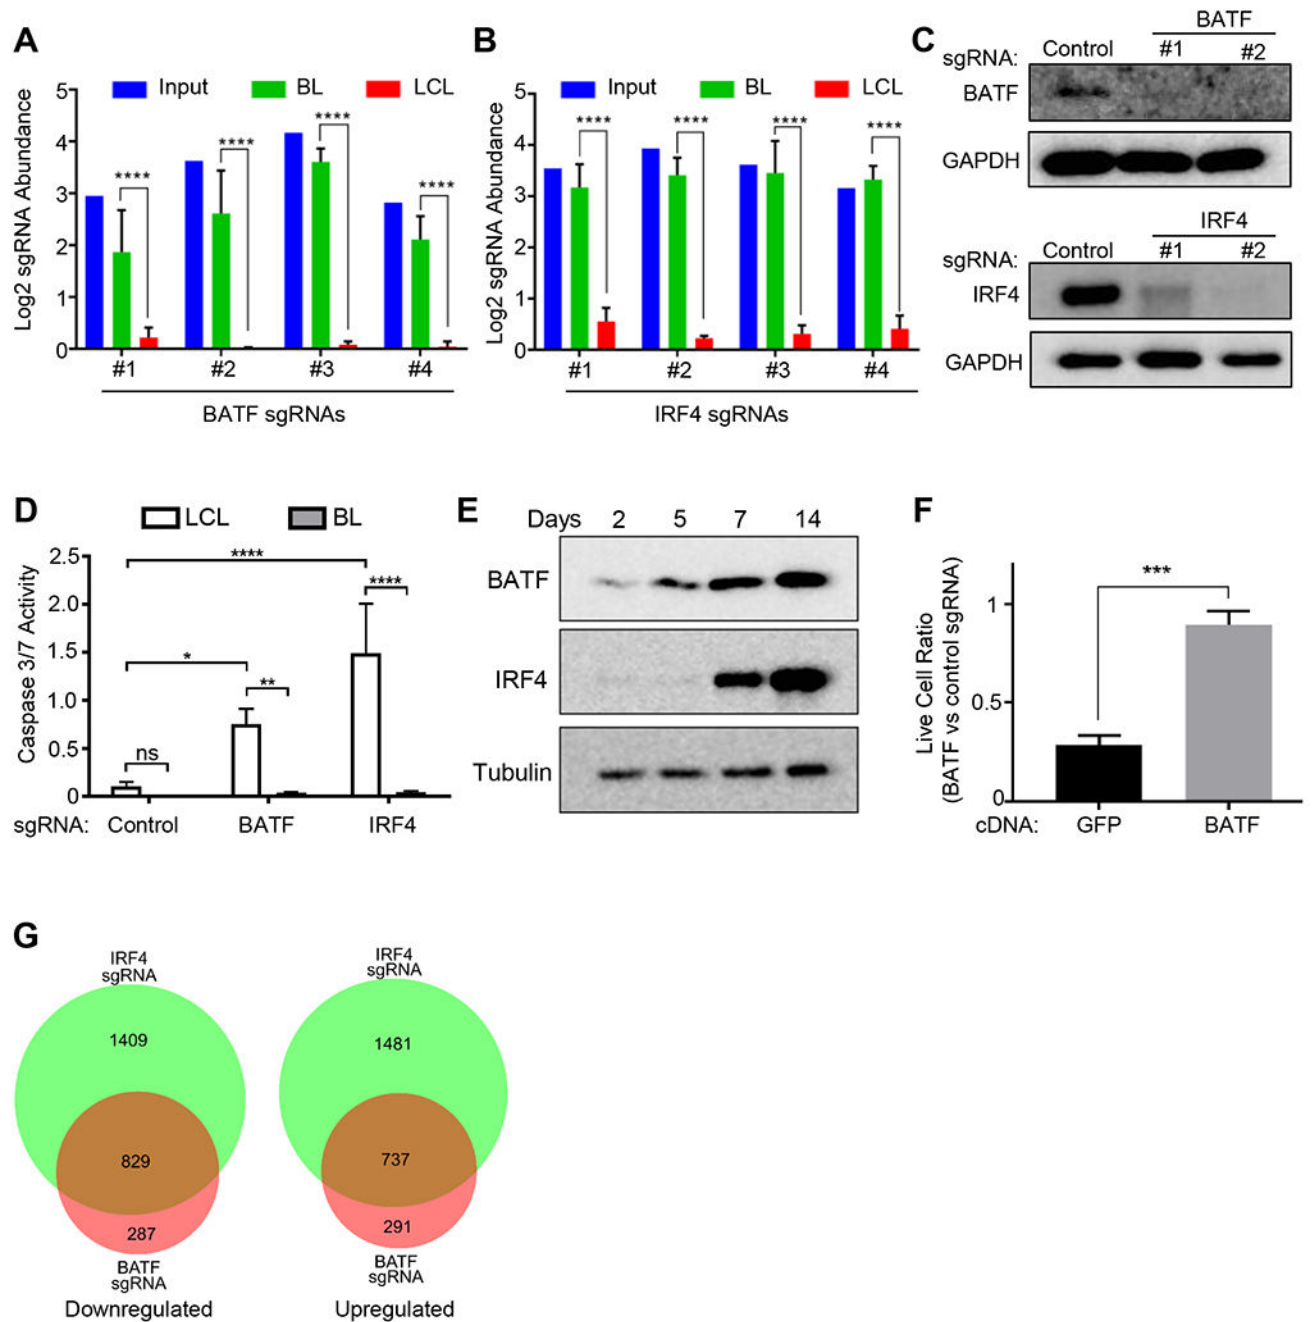 A
Input BL LCL
Log2 sgRNA Abundance
5
4
3
2
1
0
**** **** **** ****
#1 #2 #3 #4
BATF sgRNAs
B
Input BL LCL
Log2 sgRNA Abundance
5
4
3
2
1
0
**** **** **** ****
#1 #2 #3 #4
IRF4 sgRNAs
C
BATF
sgRNA: Control #1 #2
BATF
GAPDH
IRF4
sgRNA: Control #1 #2
IRF4
GAPDH
D
LCL BL
Caspase 3/7 Activity
2.5
2.0
1.5
1.0
0.5
0
****
****
*
**
ns
sgRNA: Control BATF IRF4
E
Days 2 5 7 14
BATF
IRF4
Tubulin
F
Live Cell Ratio
(BATF vs control sgRNA)
1
0.5
0
***
cDNA: GFP BATF
G
IRF4
sgRNA
1409
829
287
BATF
sgRNA
Downregulated
IRF4
sgRNA
1481
737
291
BATF
sgRNA
Upregulated